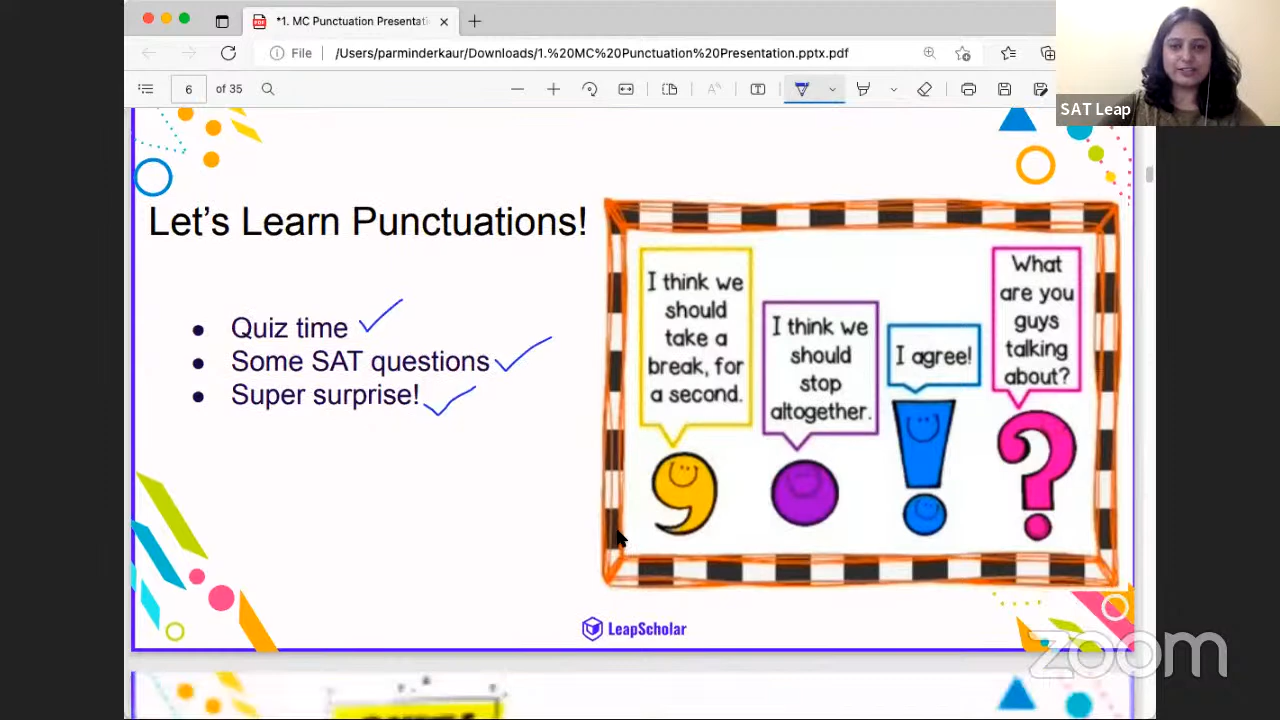 *1. MC Punctuation Presentati
File
/Users/parminderkaur/Downloads/1.%20MC%20Punctuation%20Presentation.pptx.pdf
6 of 35
SAT Leap
Let’s Learn Punctuations!
Quiz time
Some SAT questions
Super surprise!
I think we
should
take a
break, for
a second.
I think we
should
stop
altogether.
I agree!
What
are you
guys
talking
about?
LeapScholar
zoom